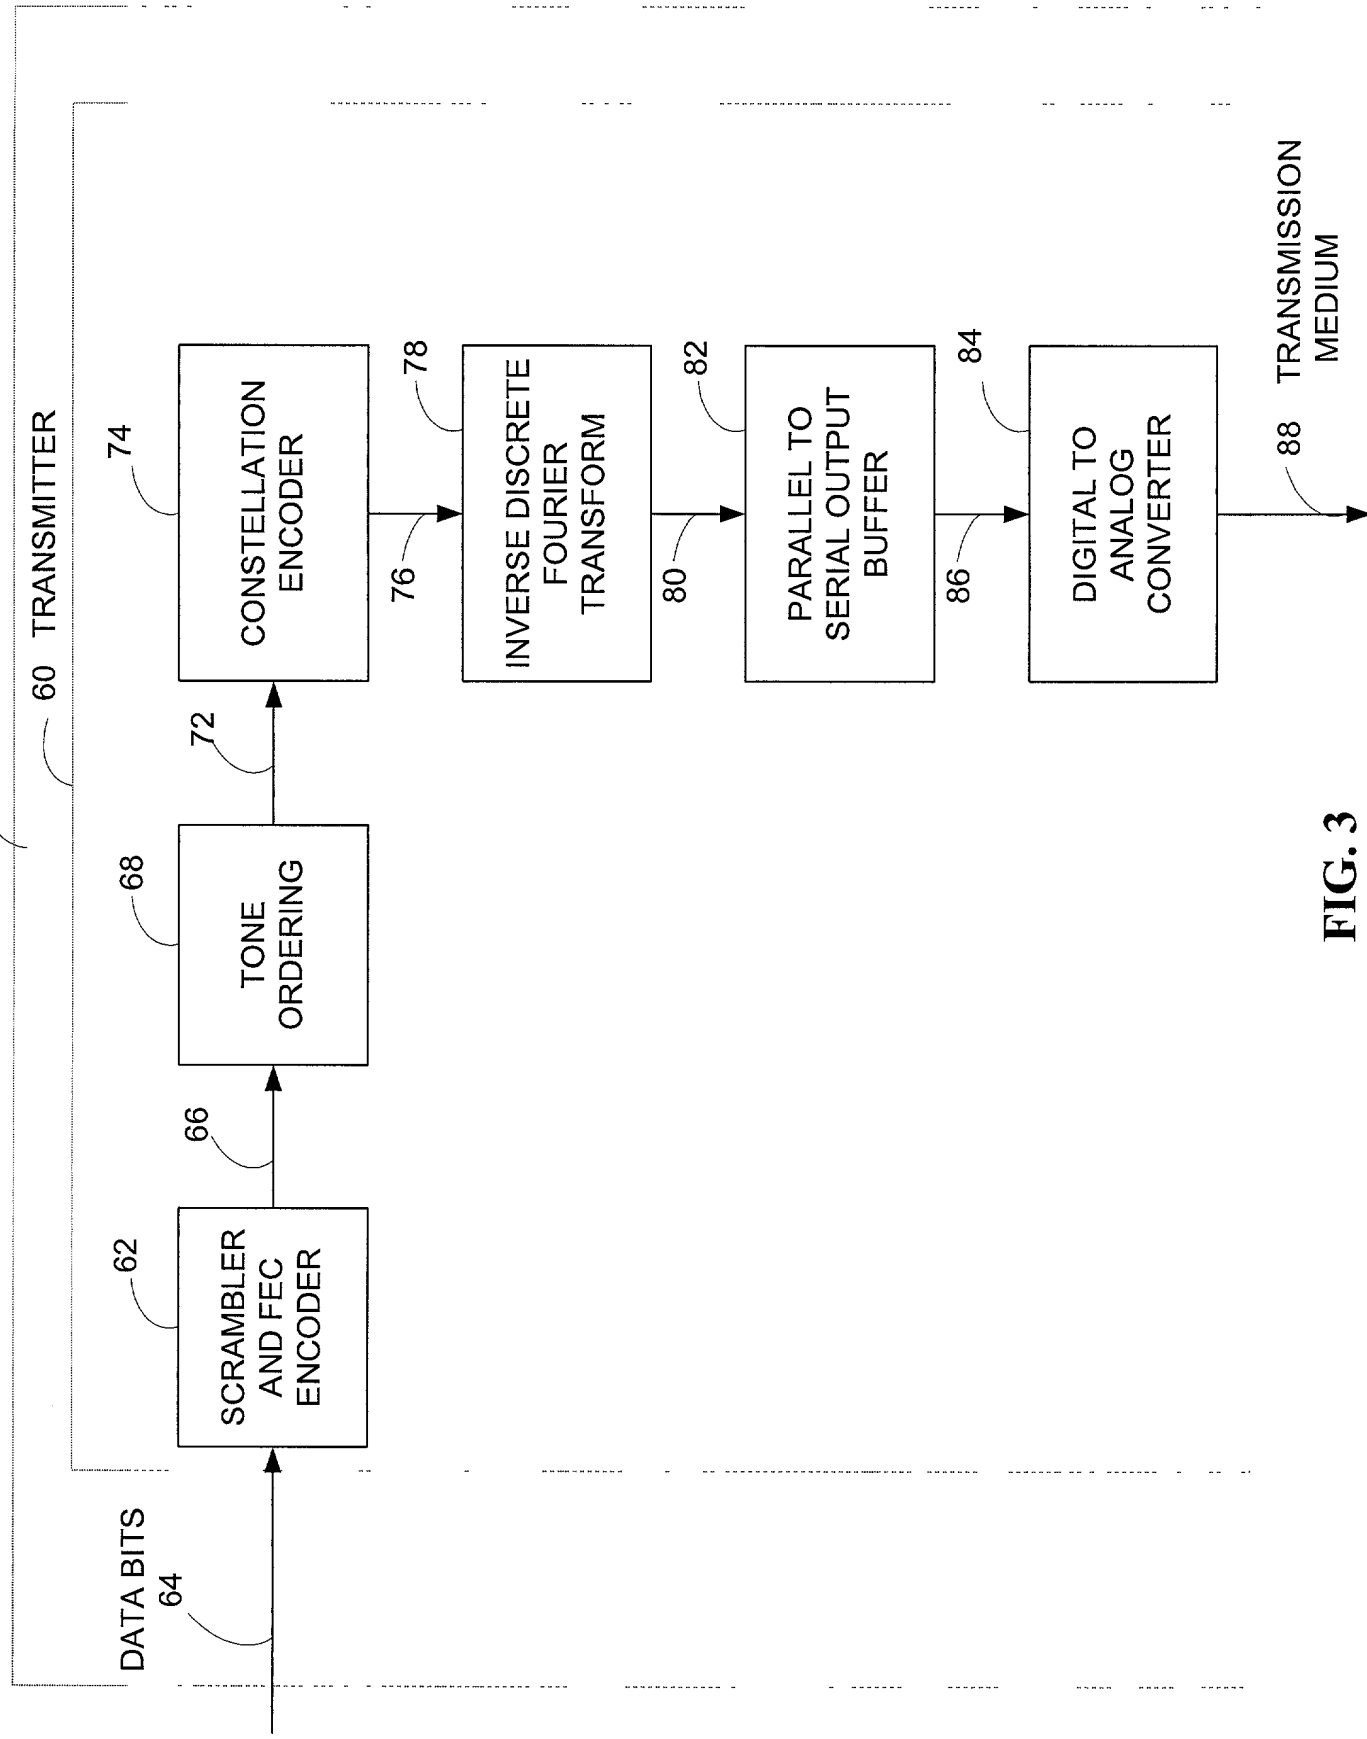 60 TRANSMITTER
DATA BITS
64
62
SCRAMBLER
AND FEC
ENCODER
66
68
TONE
ORDERING
72
74
CONSTELLATION
ENCODER
76
78
INVERSE DISCRETE
FOURIER
TRANSFORM
80
82
PARALLEL TO
SERIAL OUTPUT
BUFFER
86
84
DIGITAL TO
ANALOG
CONVERTER
88
TRANSMISSION
MEDIUM
FIG. 3